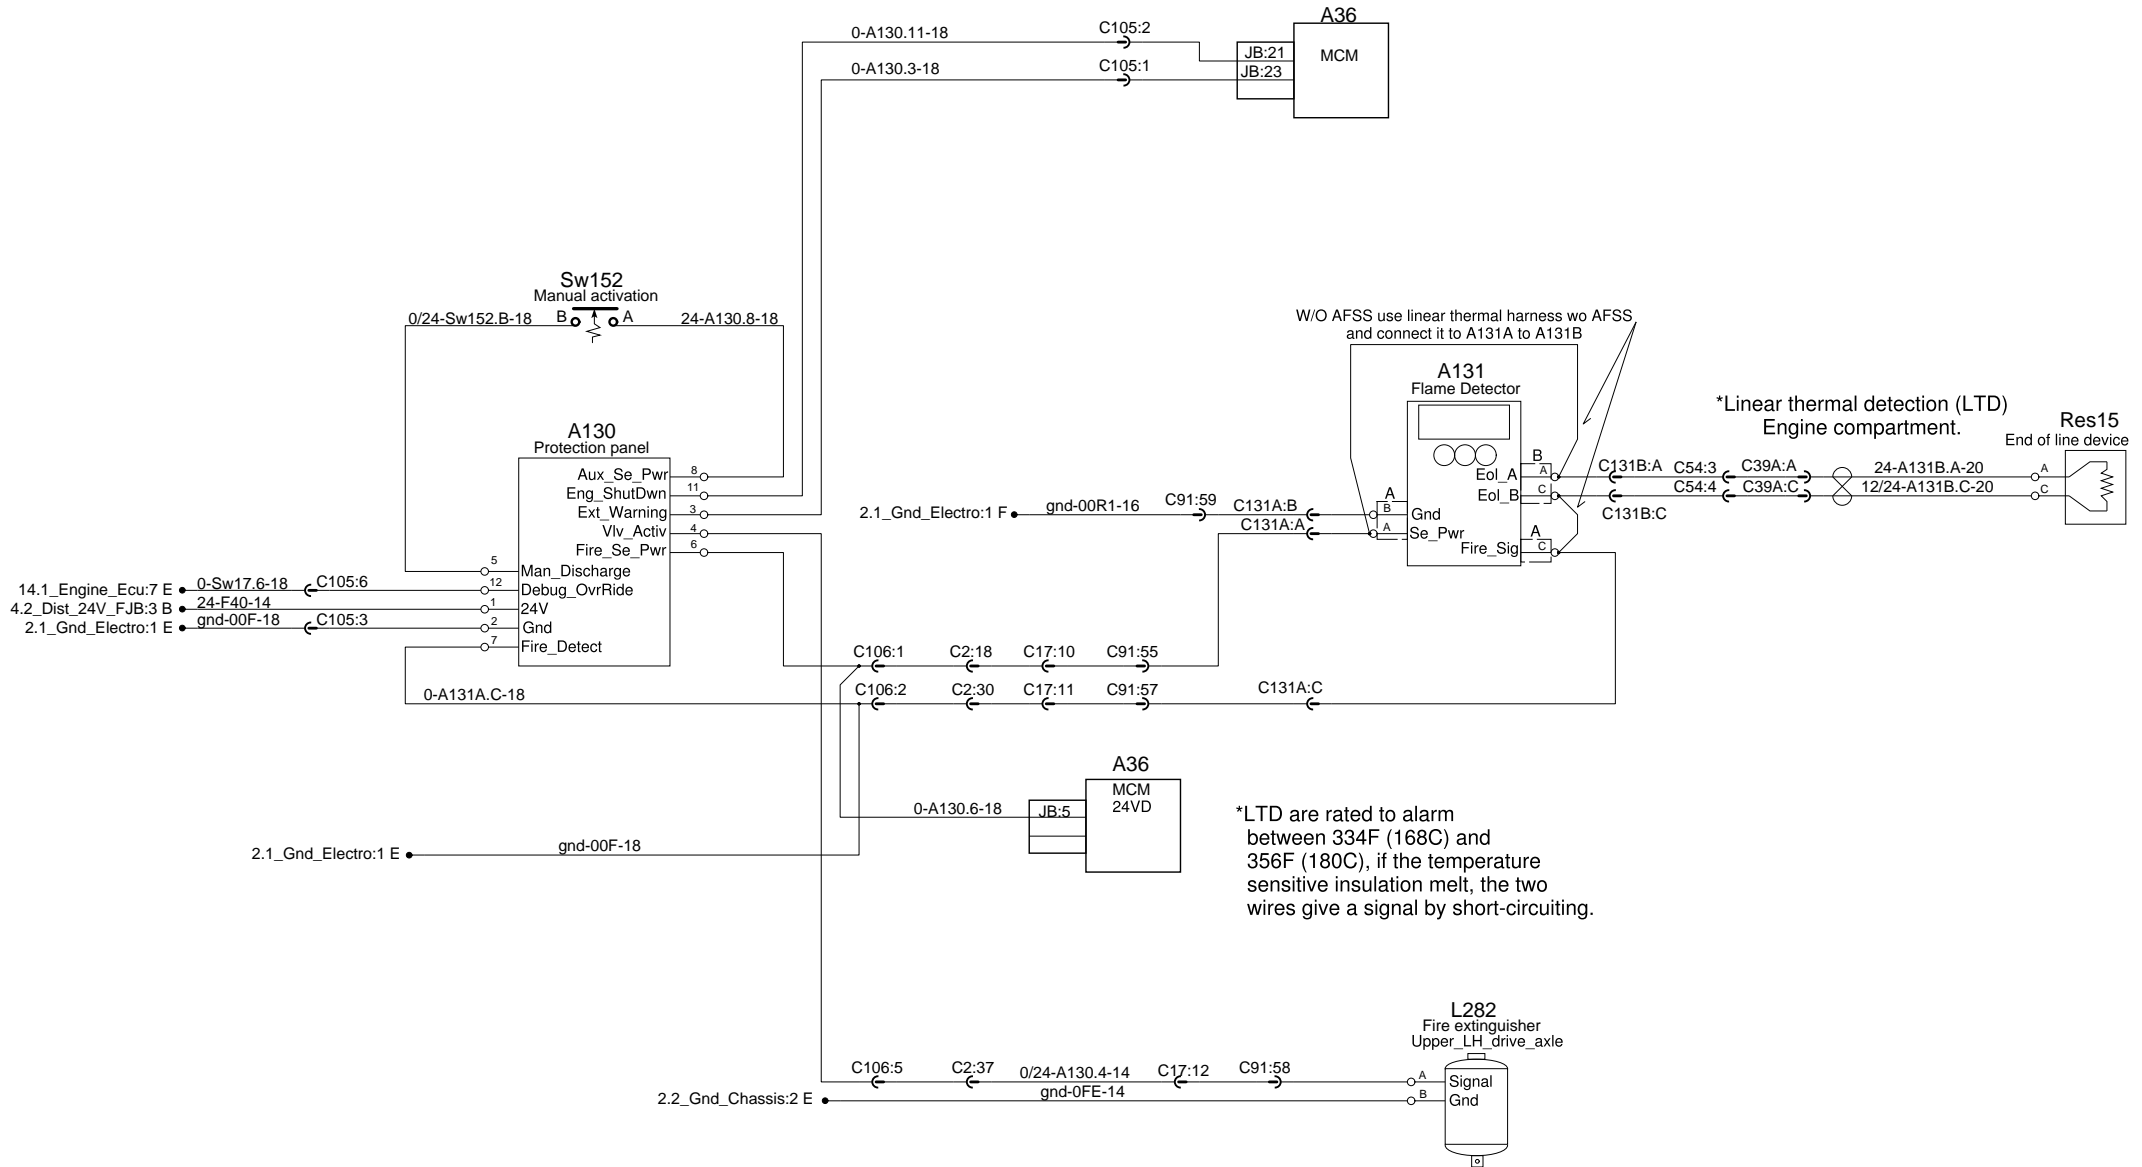 A36
MCM
0-A130.11-18
C105:2
JB:21
0-A130.3-18
C105:1
JB:23
Sw152
Manual activation
0/24-Sw152.B-18
B
A
24-A130.8-18
W/O AFSS use linear thermal harness wo AFSS
and connect it to A131A to A131B
A131
Flame Detector
*Linear thermal detection (LTD)
Engine compartment.
Res15
End of line device
A130
Protection panel
Aux_Se_Pwr
8
Eng_ShutDwn
11
Ext_Warning
3
Vlv_Activ
4
Fire_Se_Pwr
6
5
Man_Discharge
14.1_Engine_Ecu:7 E
0-Sw17.6-18
C105:6
12
Debug_OvrRide
4.2_Dist_24V_FJB:3 B
24-F40-14
1
24V
2.1_Gnd_Electro:1 E
gnd-00F-18
C105:3
2
Gnd
7
Fire_Detect
2.1_Gnd_Electro:1 F
gnd-00R1-16
C91:59
C131A:B
C131A:A
A
B
Gnd
A
Se_Pwr
B
Eol_A
A
Eol_B
C
A
Fire_Sig
C
C131B:A
C54:3
C39A:A
24-A131B.A-20
A
C54:4
C39A:C
12/24-A131B.C-20
C
C131B:C
C106:1
C2:18
C17:10
C91:55
0-A131A.C-18
C106:2
C2:30
C17:11
C91:57
C131A:C
A36
MCM
24VD
0-A130.6-18
JB:5
2.1_Gnd_Electro:1 E
gnd-00F-18
*LTD are rated to alarm
between 334F (168C) and
356F (180C), if the temperature
sensitive insulation melt, the two
wires give a signal by short-circuiting.
L282
Fire extinguisher
Upper_LH_drive_axle
C106:5
C2:37
0/24-A130.4-14
C17:12
C91:58
A
Signal
2.2_Gnd_Chassis:2 E
gnd-0FE-14
B
Gnd